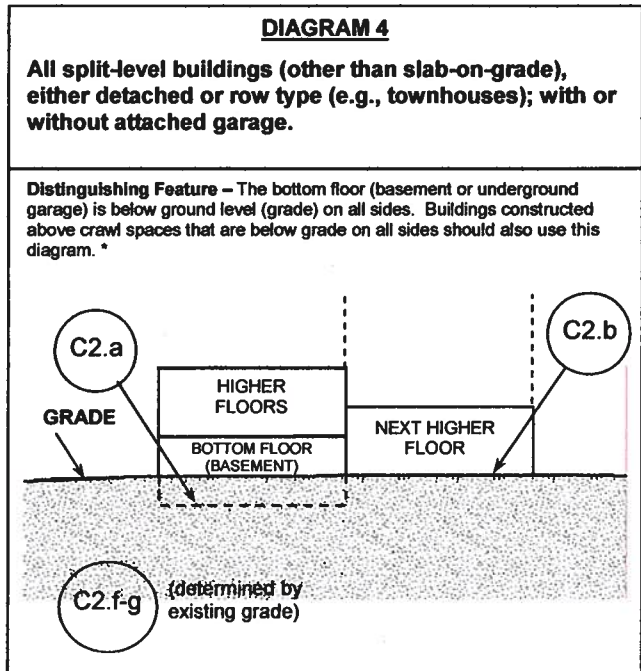 DIAGRAM 4
All split-level buildings (other than slab-on-grade),
either detached or row type (e.g., townhouses); with or
without attached garage.
Distinguishing Feature – The bottom floor (basement or underground
garage) is below ground level (grade) on all sides. Buildings constructed
above crawl spaces that are below grade on all sides should also use this
diagram. *
C2.a
C2.b
HIGHER
FLOORS
GRADE
NEXT HIGHER
FLOOR
BOTTOM FLOOR
(BASEMENT)
C2.f-g
(determined by
existing grade)